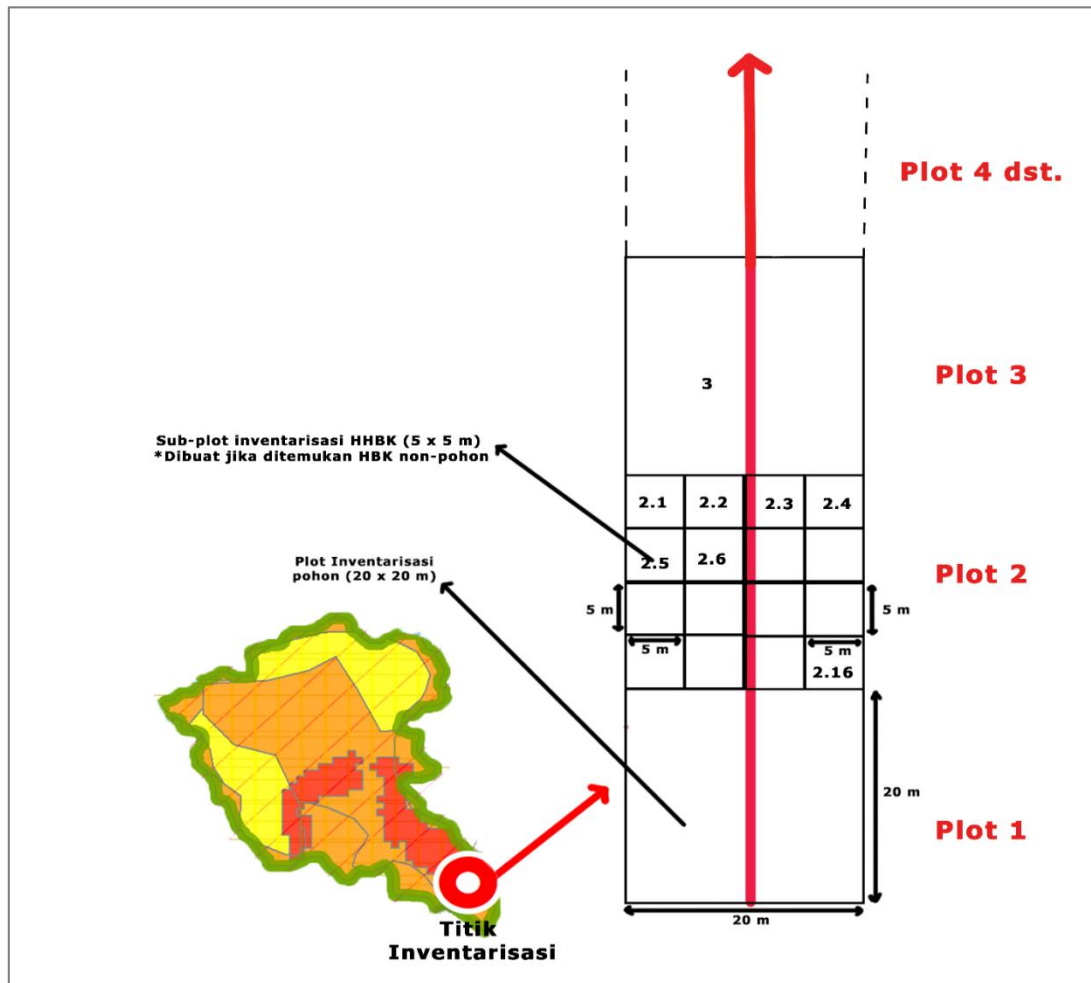 Plot 4 dst.
Plot 3
3
Sub-plot inventarisasi HHBK (5 x 5 m)
*Dibuat jika ditemukan HBK non-pohon
2.1 2.2 2.3 2.4
2.5 2.6
Plot Inventarisasi
pohon (20 x 20 m)
Plot 2
5 m 5 m
5 m 5 m
2.16
20 m
Plot 1
20 m
Titik
Inventarisasi